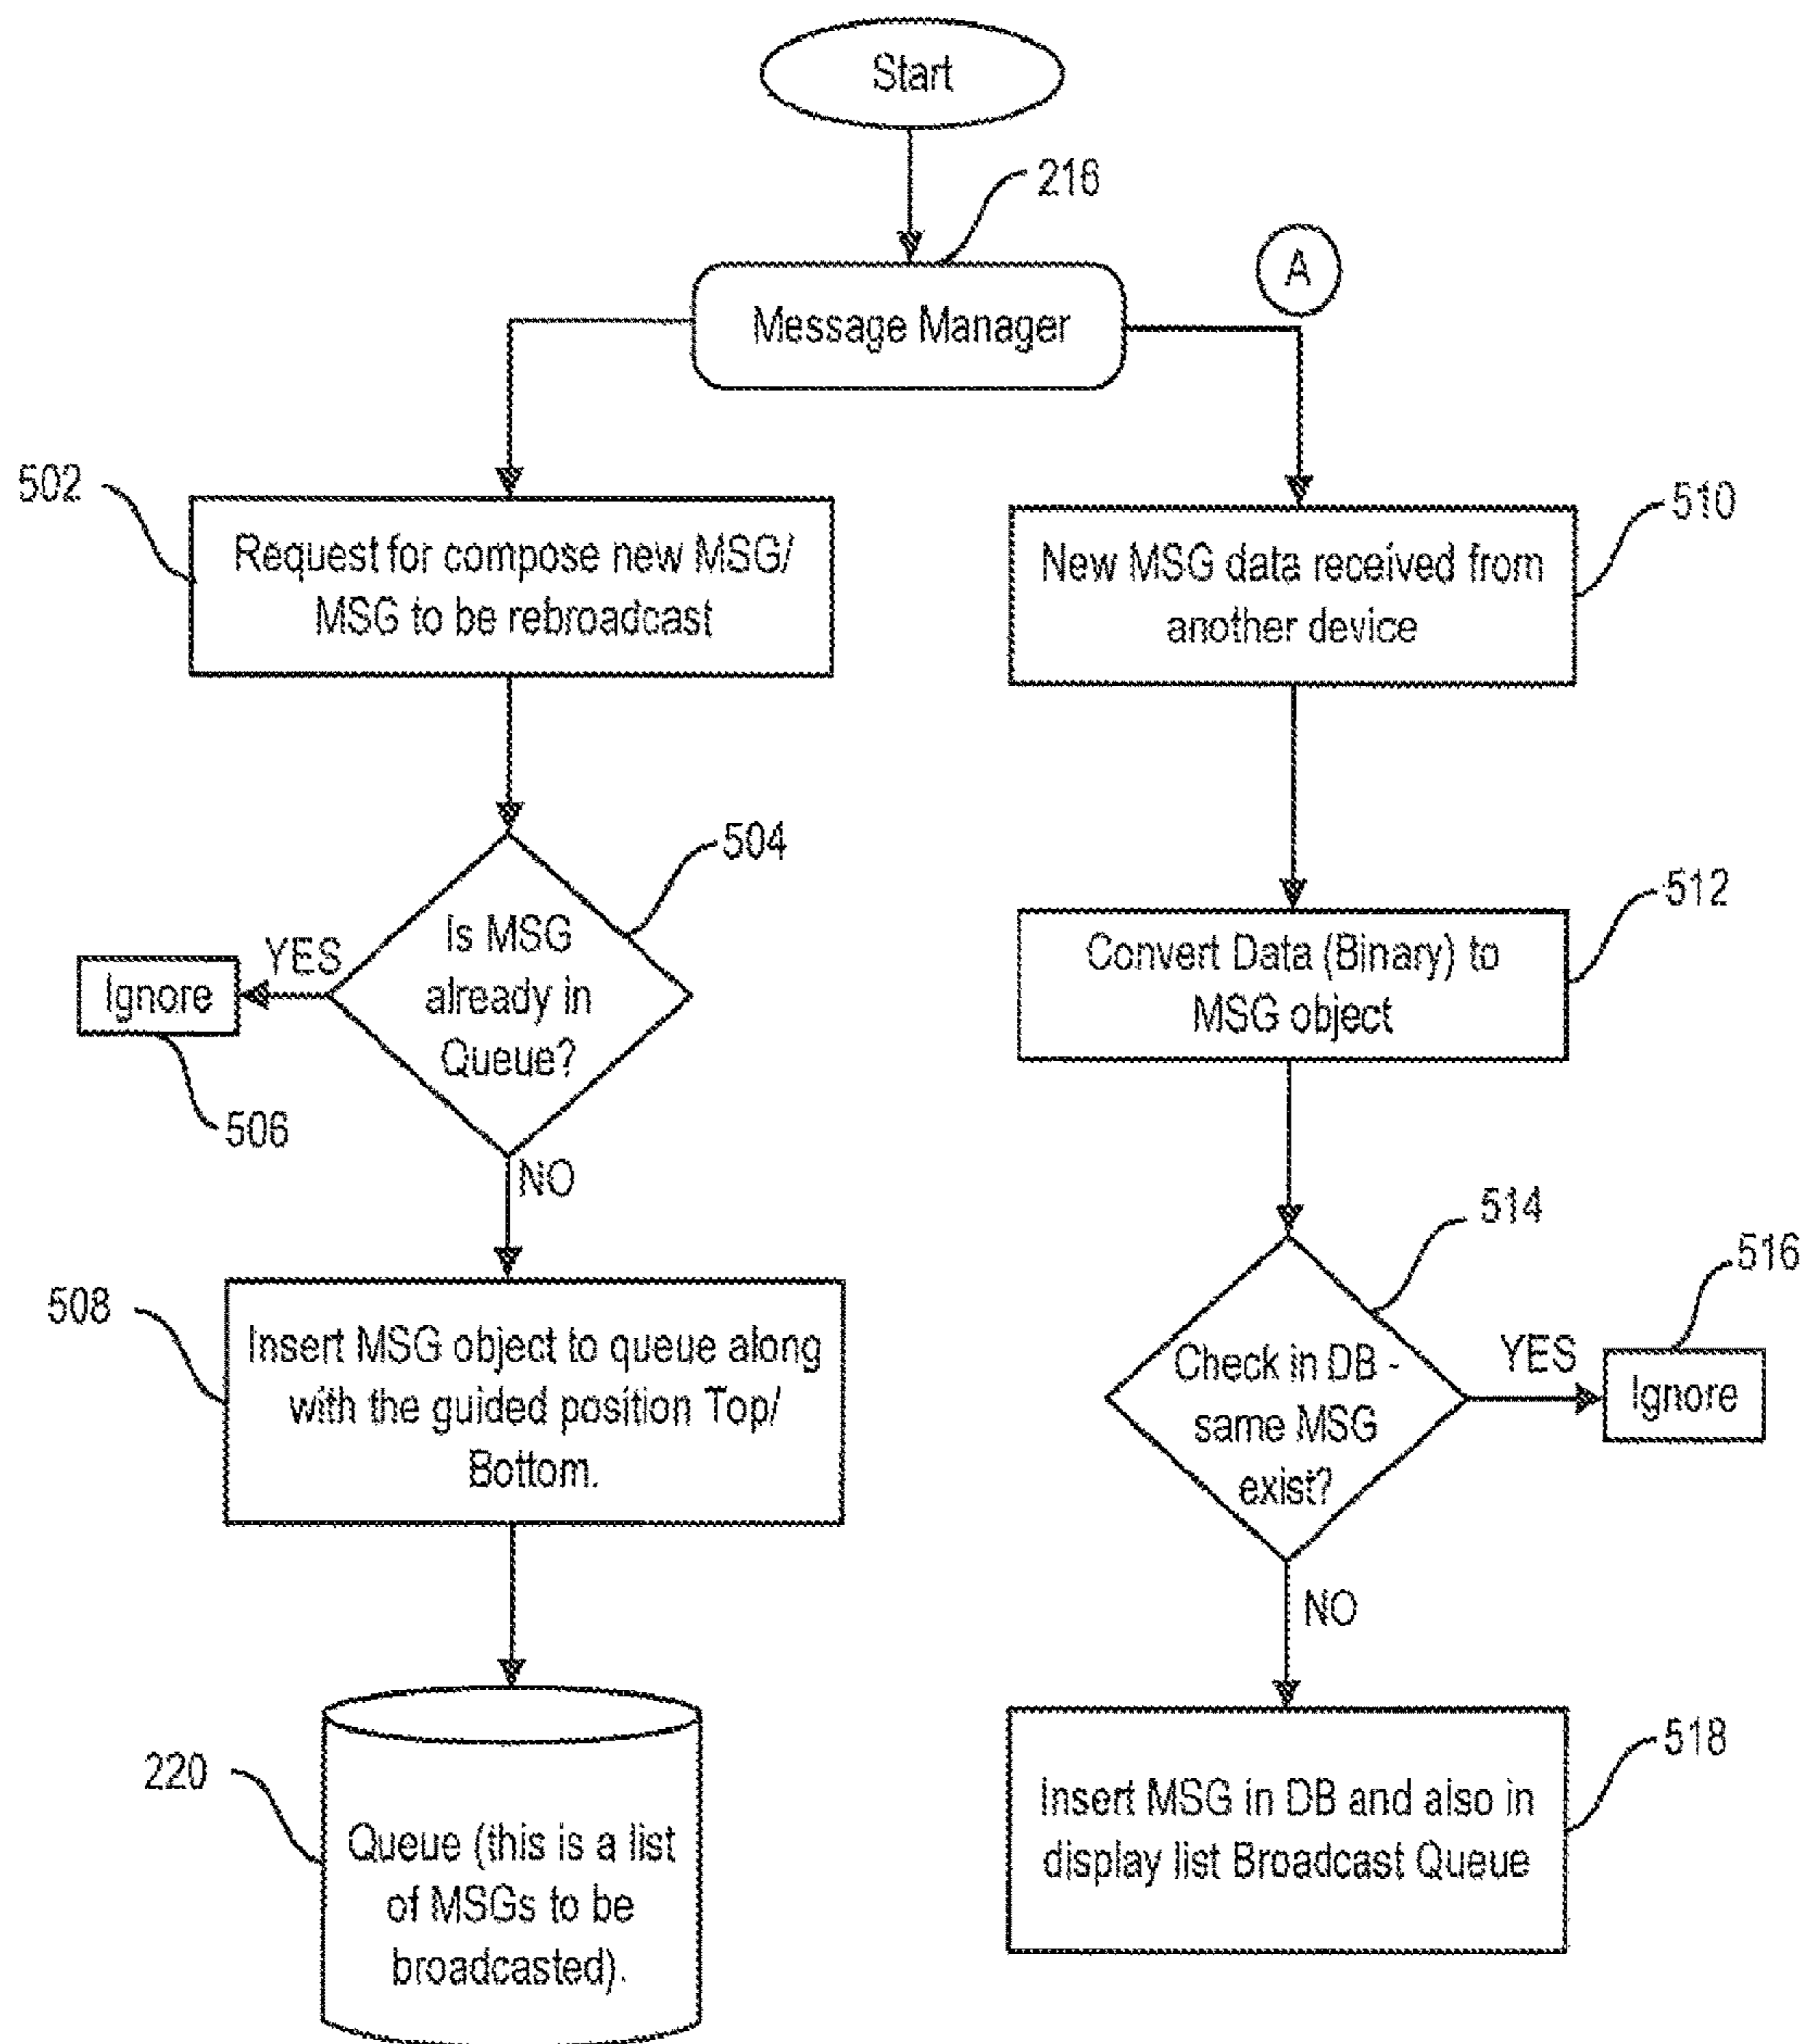 Start
216
A
Message Manager
502
Request for compose new MSG/
MSG to be rebroadcast
510
New MSG data received from
another device
504
Is MSG
already in
Queue?
YES
Ignore
506
NO
512
Convert Data (Binary) to
MSG object
508
Insert MSG object to queue along
with the guided position Top/
Bottom.
514
Check in DB -
same MSG
exist?
YES
516
Ignore
NO
220
Queue (this is a list
of MSGs to be
broadcasted).
518
Insert MSG in DB and also in
display list Broadcast Queue